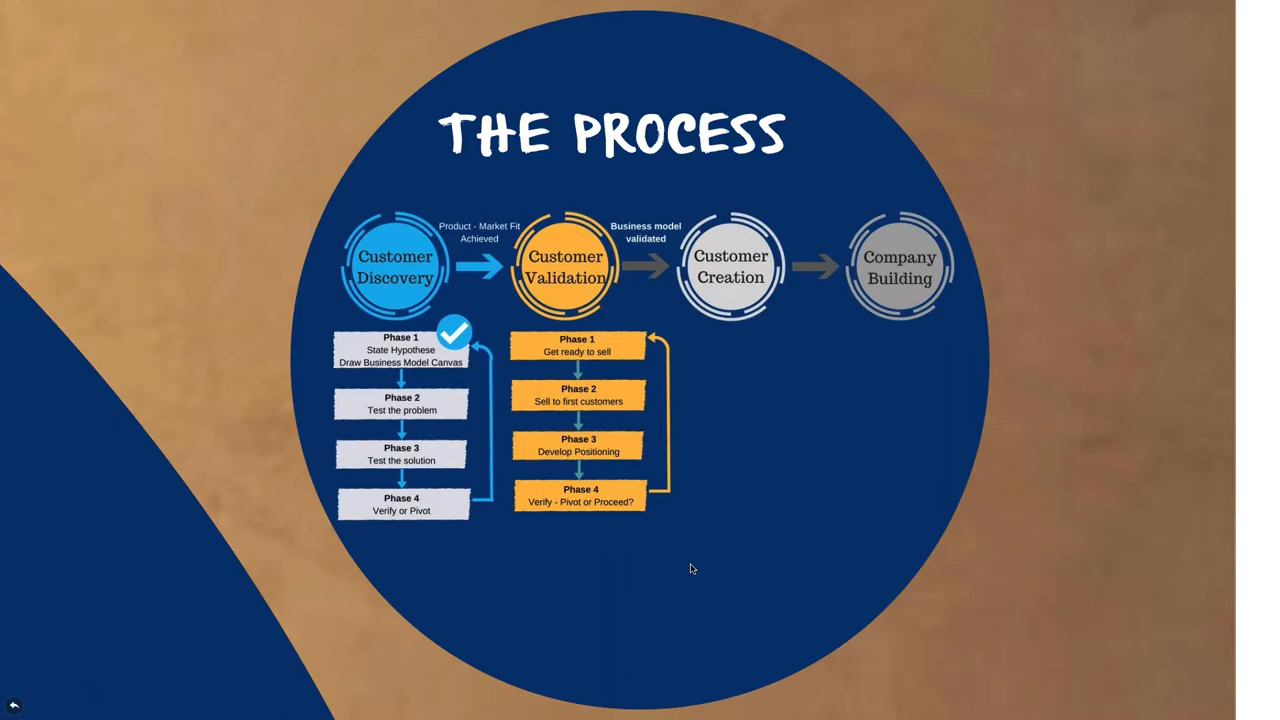 THE PROCESS
Customer
Discovery
Product - Market Fit
Achieved
Customer
Validation
Business model
validated
Customer
Creation
Company
Building
Phase 1
State Hypothese
Draw Business Model Canvas
Phase 2
Test the problem
Phase 3
Test the solution
Phase 4
Verify or Pivot
Phase 1
Get ready to sell
Phase 2
Sell to first customers
Phase 3
Develop Positioning
Phase 4
Verify - Pivot or Proceed?